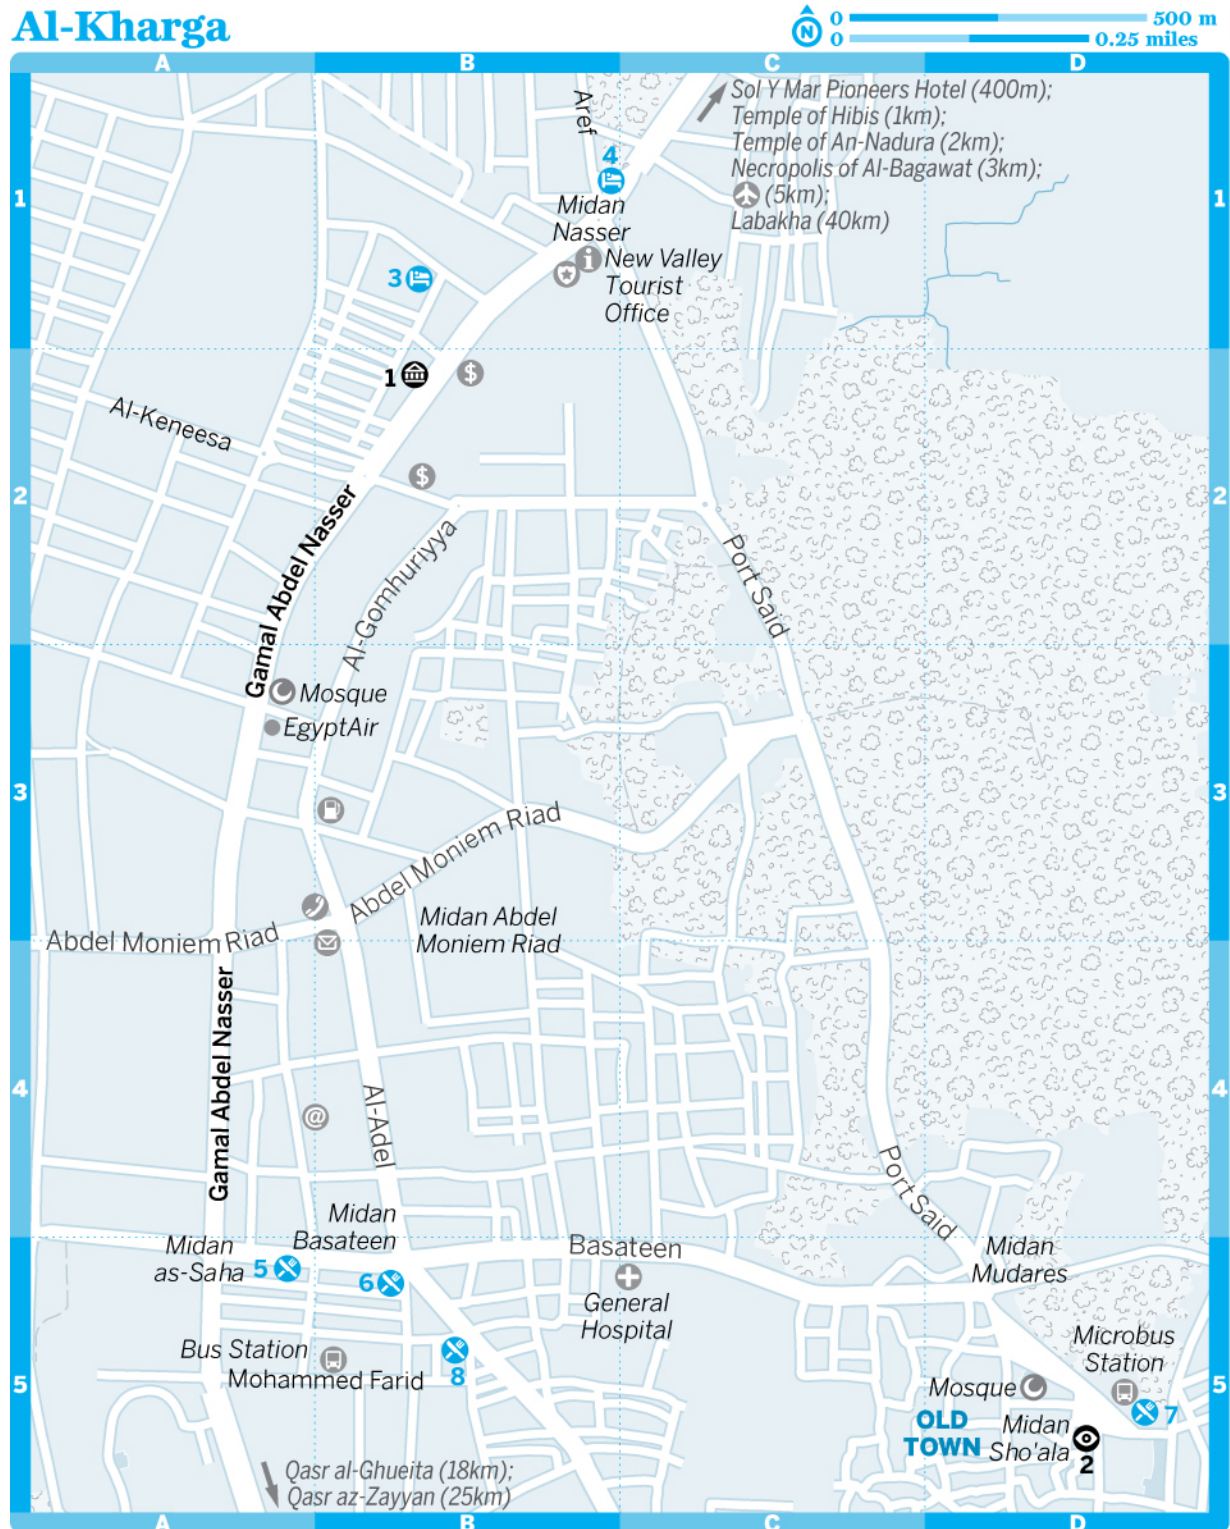 Al-Kharga
N
0 500 m
0 0.25 miles
A B C D
Aref
Sol Y Mar Pioneers Hotel (400m);
Temple of Hibis (1km);
Temple of An-Nadura (2km);
Necropolis of Al-Bagawat (3km);
(5km);
Labakha (40km)
4
1
1
Midan
Nasser
New Valley
Tourist
Office
i
3
1
$
Al-Keneesa
$
2
2
Gamal Abdel Nasser
Al-Gomhuriyya
Port Said
Mosque
EgyptAir
3
3
Abdel Moniem Riad
Midan Abdel
Moniem Riad
Abdel Moniem Riad
Gamal Abdel Nasser
4
4
@
Al-Adel
Port Said
Midan
Basateen
Midan
as-Saha
5
6
Basateen
Midan
Mudares
General
Hospital
Bus Station
Mohammed Farid
8
Microbus
Station
5
5
Mosque
7
OLD
TOWN
Midan
Sho'ala
2
Qasr al-Ghueita (18km);
Qasr az-Zayyan (25km)
A B C D